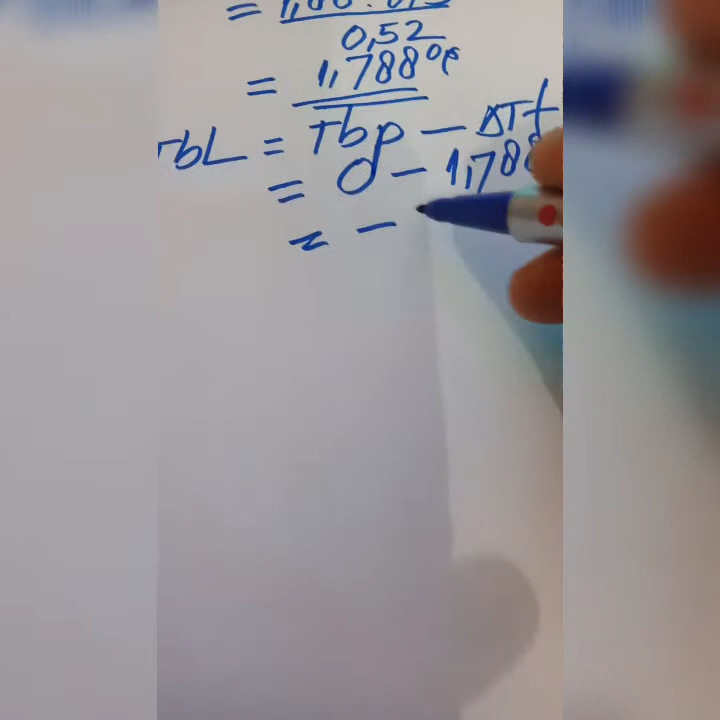 =
0,52
= 1,788°C
TbL = Tbp - ΔTf
= 0 - 1,788
= -